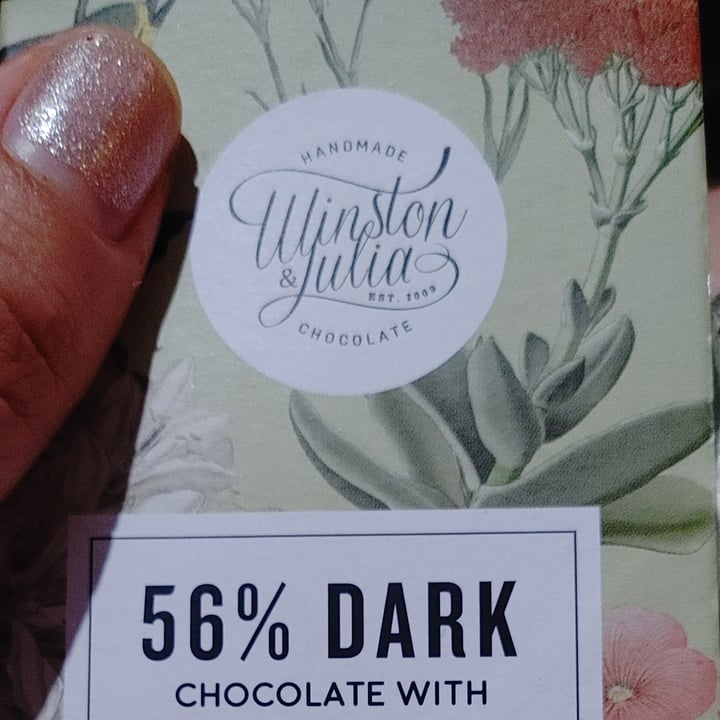 HANDMADE
Winston
& Julia
EST. 2009
CHOCOLATE
56% DARK
CHOCOLATE WITH